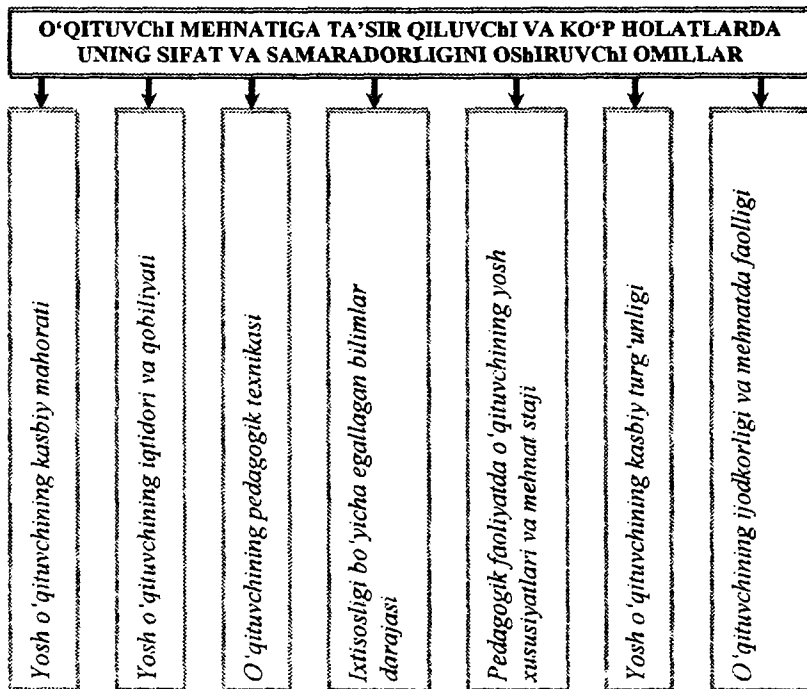 O‘QITUVChI MEHNATIGA TA’SIR QILUVChI VA KO‘P HOLATLARDA
UNING SIFAT VA SAMARADORLIGINI OShIRUVChI OMILLAR
Yosh o‘qituvchining kasbiy mahorati
Yosh o‘qituvchining iqtidori va qobiliyati
O‘qituvchining pedagogik texnikasi
Ixtisosligi bo‘yicha egallagan bilimlar
darajasi
Pedagogik faoliyatda o‘qituvchining yosh
xususiyatlari va mehnat staji
Yosh o‘qituvchining kasbiy turg‘unligi
O‘qituvchining ijodkorligi va mehnatda faolligi